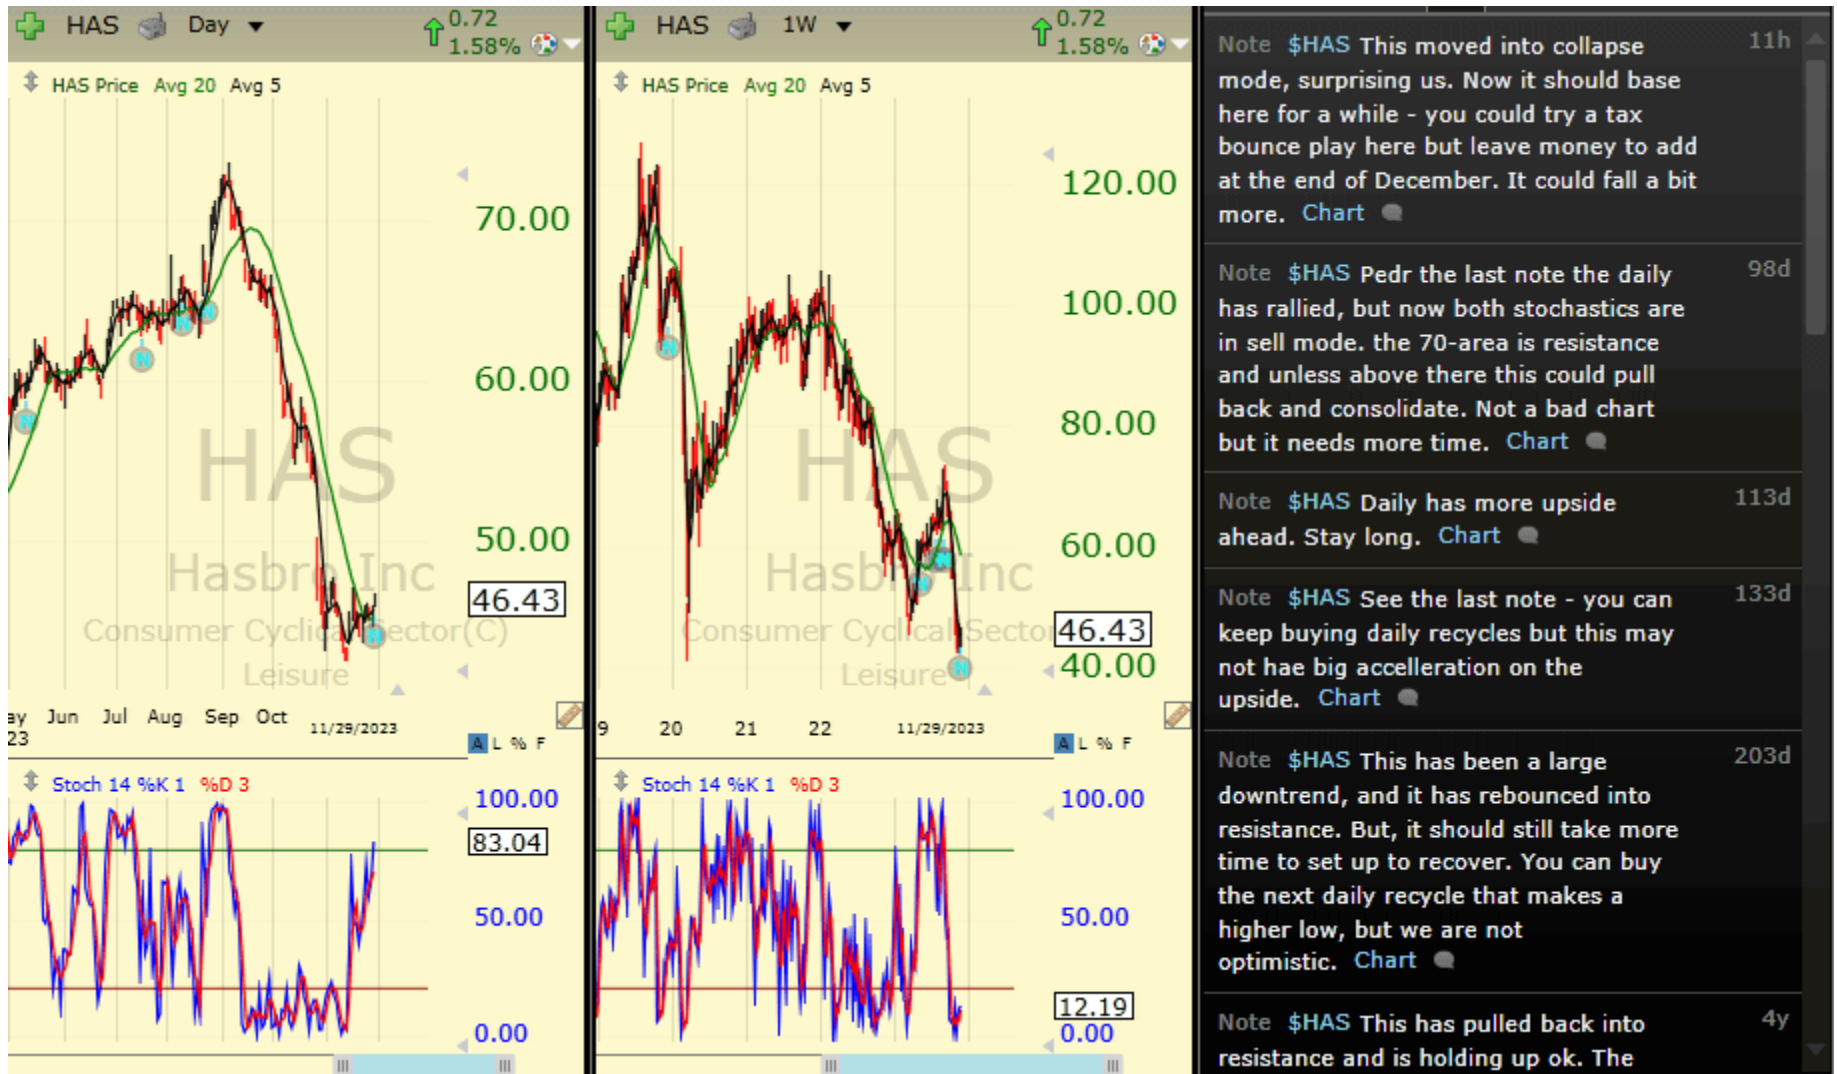 HAS Day 0.72
1.58%
HAS Price Avg 20 Avg 5
70.00
60.00
50.00
46.43
HAS
Hasbro Inc
Consumer Cyclical Sector(C)
Leisure
ay Jun Jul Aug Sep Oct 11/29/2023
23
A L % F
Stoch 14 %K 1 %D 3
100.00
83.04
50.00
0.00
HAS 1W 0.72
1.58%
HAS Price Avg 20 Avg 5
120.00
100.00
80.00
60.00
46.43
40.00
HAS
Hasbro Inc
Consumer Cyclical Sector
Leisure
9 20 21 22 11/29/2023
A L % F
Stoch 14 %K 1 %D 3
100.00
50.00
12.19
0.00
N
N
N
N
N
N
N
N
N
Note $HAS This moved into collapse 11h
mode, surprising us. Now it should base
here for a while - you could try a tax
bounce play here but leave money to add
at the end of December. It could fall a bit
more. Chart
Note $HAS Pedr the last note the daily 98d
has rallied, but now both stochastics are
in sell mode. the 70-area is resistance
and unless above there this could pull
back and consolidate. Not a bad chart
but it needs more time. Chart
Note $HAS Daily has more upside 113d
ahead. Stay long. Chart
Note $HAS See the last note - you can 133d
keep buying daily recycles but this may
not hae big accelleration on the
upside. Chart
Note $HAS This has been a large 203d
downtrend, and it has rebounced into
resistance. But, it should still take more
time to set up to recover. You can buy
the next daily recycle that makes a
higher low, but we are not
optimistic. Chart
Note $HAS This has pulled back into 4y
resistance and is holding up ok. The